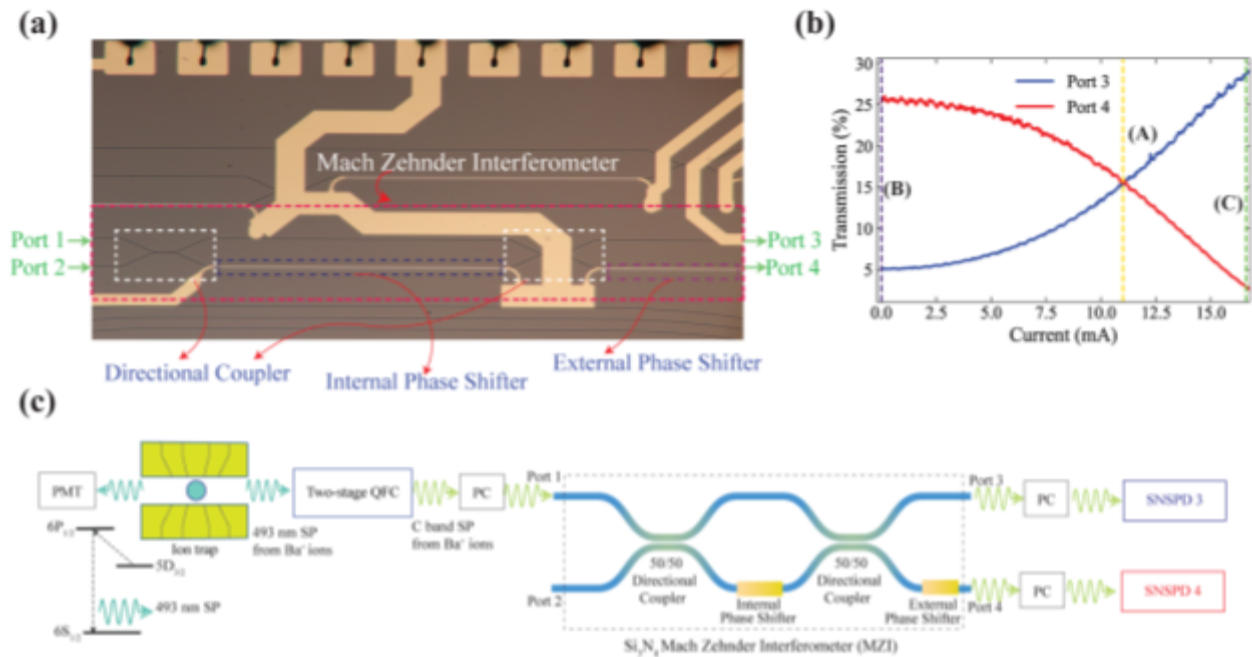 (a)
Mach Zehnder Interferometer
Port 1
Port 2
Port 3
Port 4
Directional Coupler
Internal Phase Shifter
External Phase Shifter
(b)
Port 3
Port 4
(A)
(B)
(C)
Transmission (%)
30
25
20
15
10
5
0.0 2.5 5.0 7.5 10.0 12.5 15.0
Current (mA)
(c)
PMT
Two-stage QFC
PC
Port 1
Port 3
PC
SNSPD 3
Ion trap
493 nm SP
from Ba⁺ ions
C band SP
from Ba⁺ ions
6P₁/₂
5D₃/₂
493 nm SP
6S₁/₂
50/50
Directional
Coupler
50/50
Directional
Coupler
Port 2
Internal
Phase Shifter
External
Phase Shifter
Port 4
PC
SNSPD 4
Si₃N₄ Mach Zehnder Interferometer (MZI)